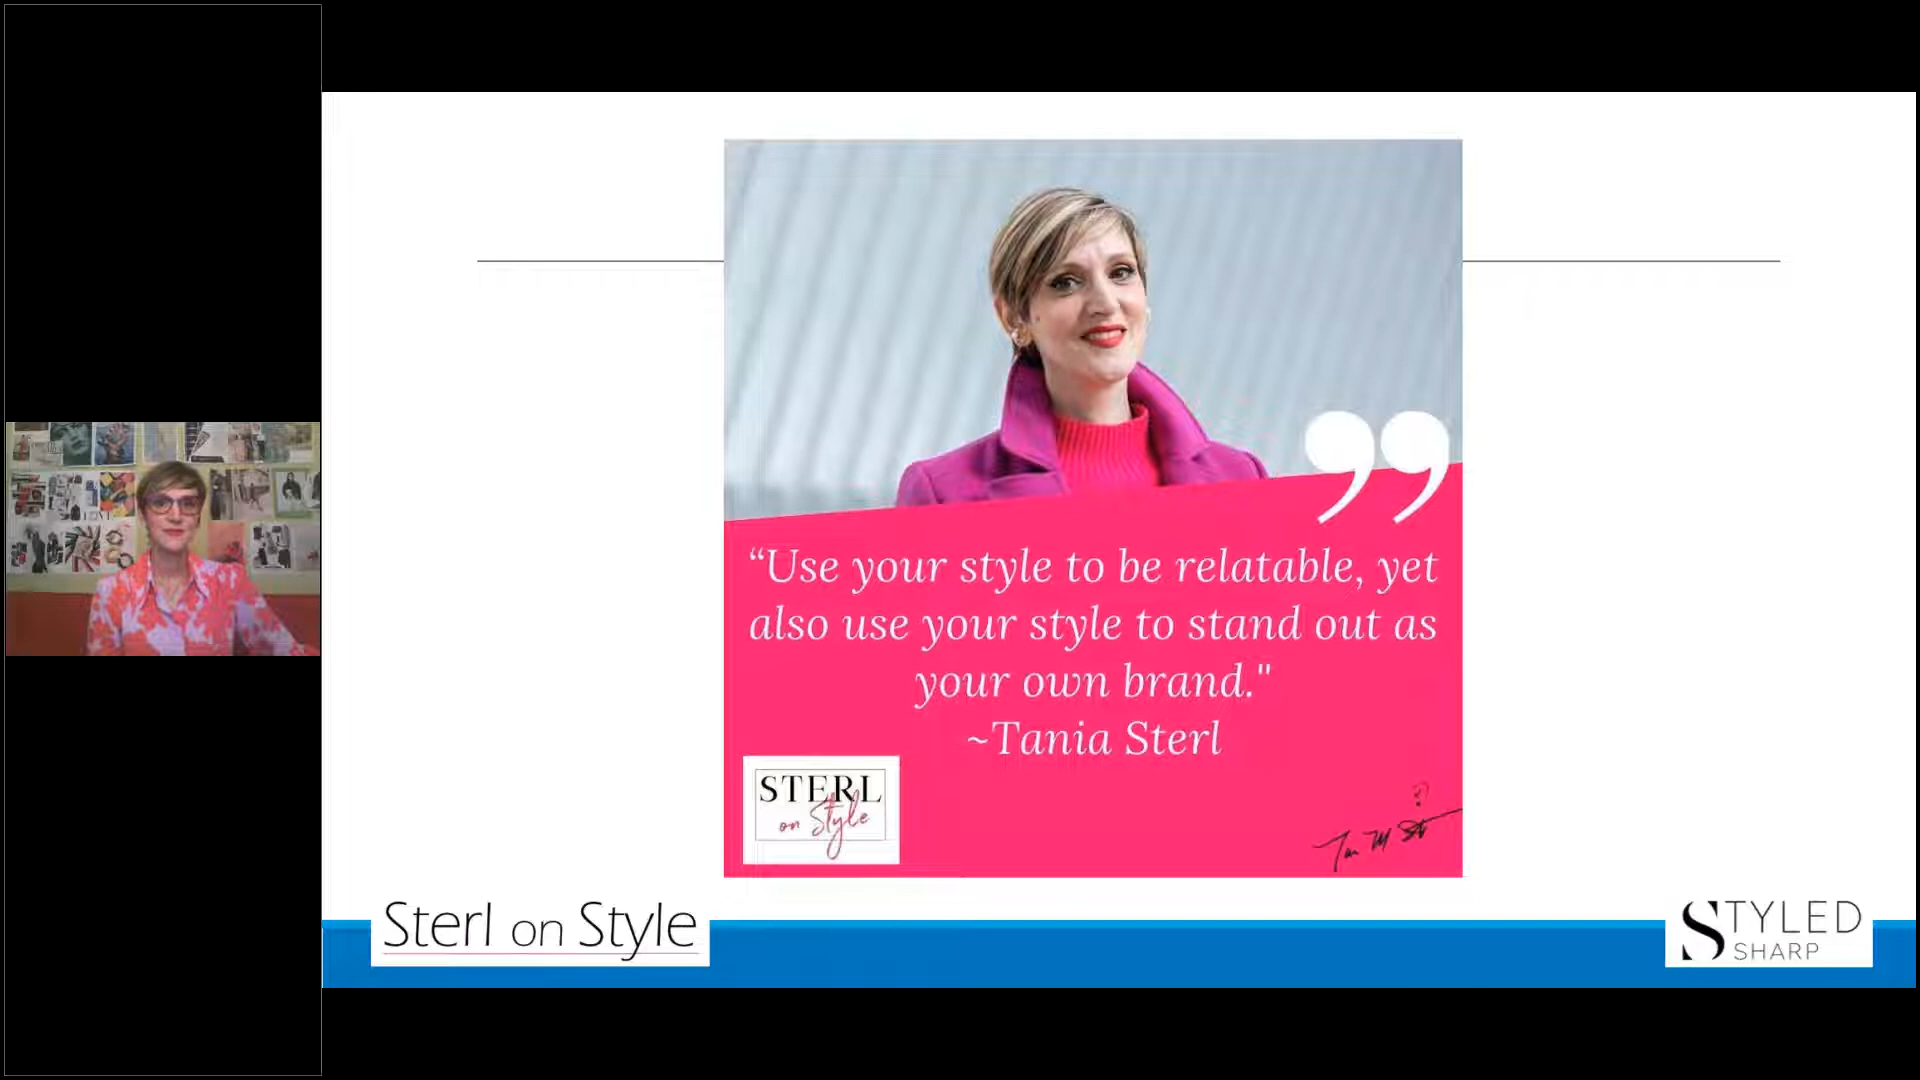 “Use your style to be relatable, yet
also use your style to stand out as
your own brand."
~Tania Sterl
STERL
on Style
Sterl on Style
STYLED
SHARP